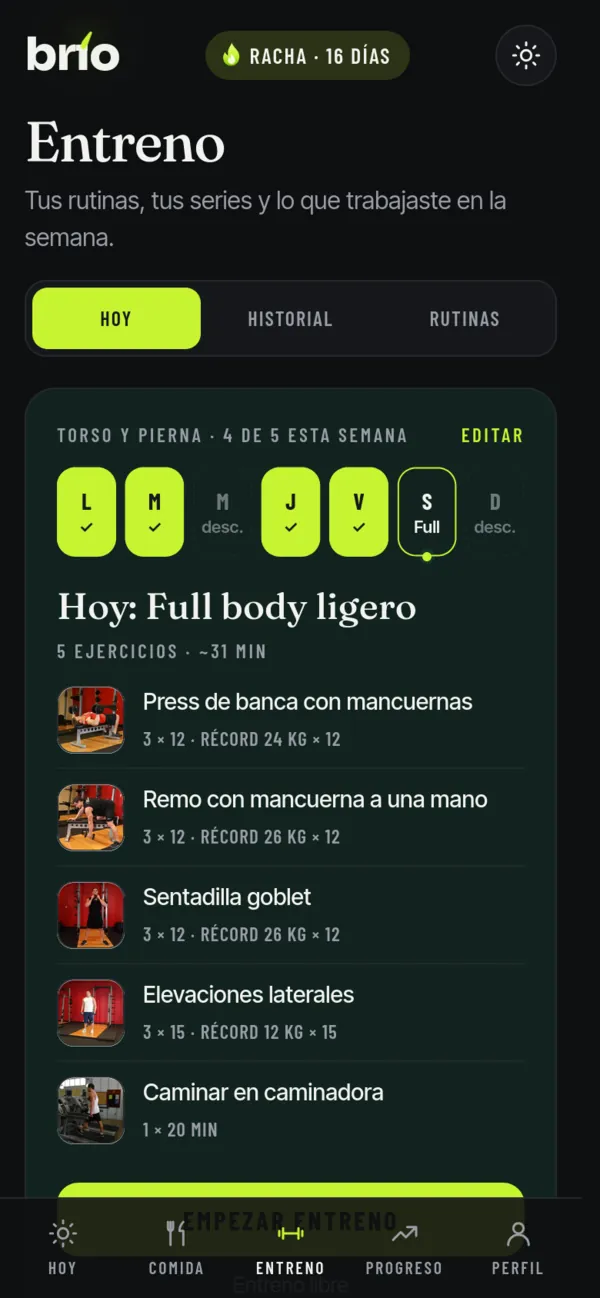 brío
RACHA · 16 DÍAS
Entreno
Tus rutinas, tus series y lo que trabajaste en la
semana.
HOY
HISTORIAL
RUTINAS
TORSO Y PIERNA · 4 DE 5 ESTA SEMANA
EDITAR
L
M
M
desc.
J
V
S
Full
D
desc.
Hoy: Full body ligero
5 EJERCICIOS · ~31 MIN
Press de banca con mancuernas
3 × 12 · RÉCORD 24 KG × 12
Remo con mancuerna a una mano
3 × 12 · RÉCORD 26 KG × 12
Sentadilla goblet
3 × 12 · RÉCORD 26 KG × 12
Elevaciones laterales
3 × 15 · RÉCORD 12 KG × 15
Caminar en caminadora
1 × 20 MIN
EMPEZAR ENTRENO
HOY
COMIDA
ENTRENO
PROGRESO
PERFIL
Entreno libre